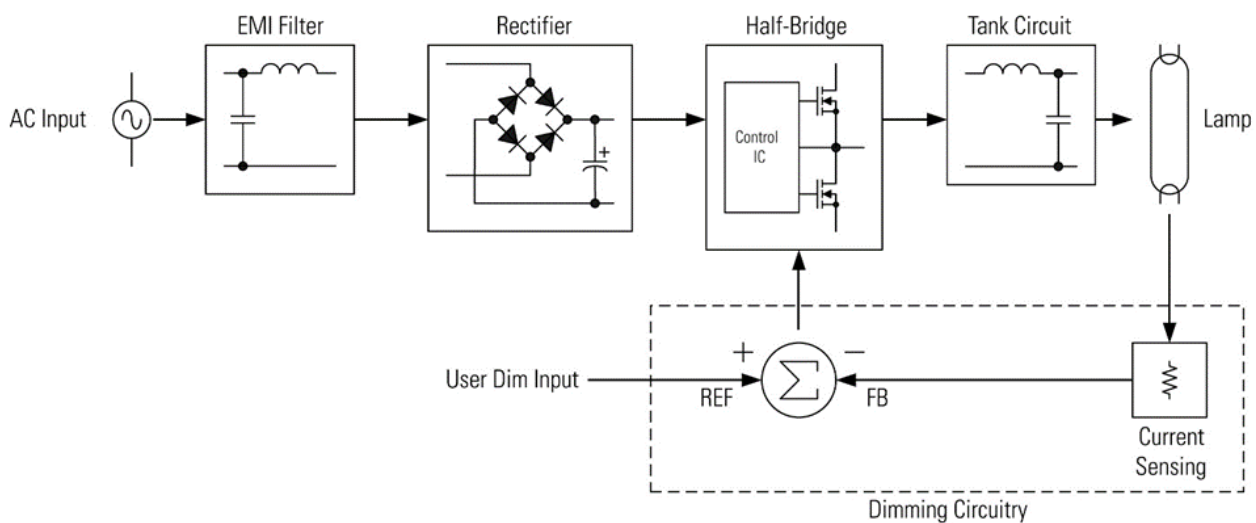 EMI Filter
Rectifier
Half-Bridge
Tank Circuit
AC Input
Control
IC
Lamp
+
+
−
User Dim Input
REF
Σ
FB
Current
Sensing
Dimming Circuitry